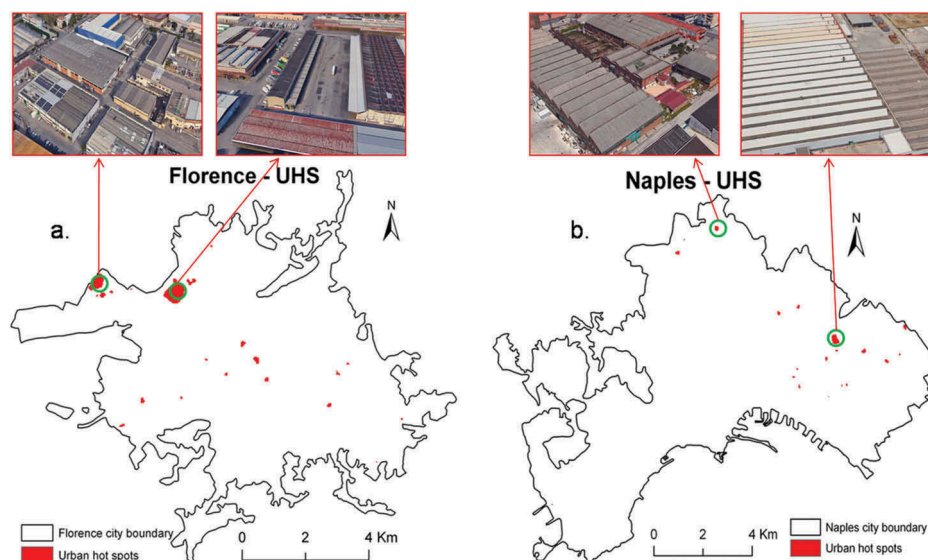 Florence - UHS
a.
N
Florence city boundary
Urban hot spots
0 2 4 Km
Naples - UHS
b.
N
Naples city boundary
Urban hot spots
0 2 4 Km